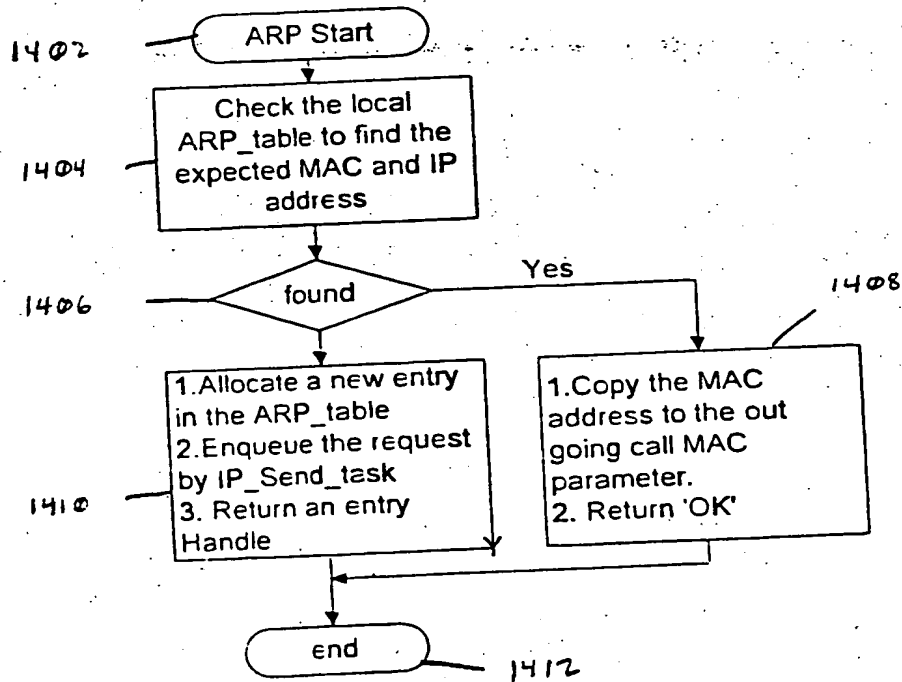 1402
ARP Start
1404
Check the local
ARP_table to find the
expected MAC and IP
address
1406
found
Yes
1408
1.Allocate a new entry
in the ARP_table
2.Enqueue the request
by IP_Send_task
3. Return an entry
Handle
1410
1.Copy the MAC
address to the out
going call MAC
parameter.
2. Return 'OK'
end
1412